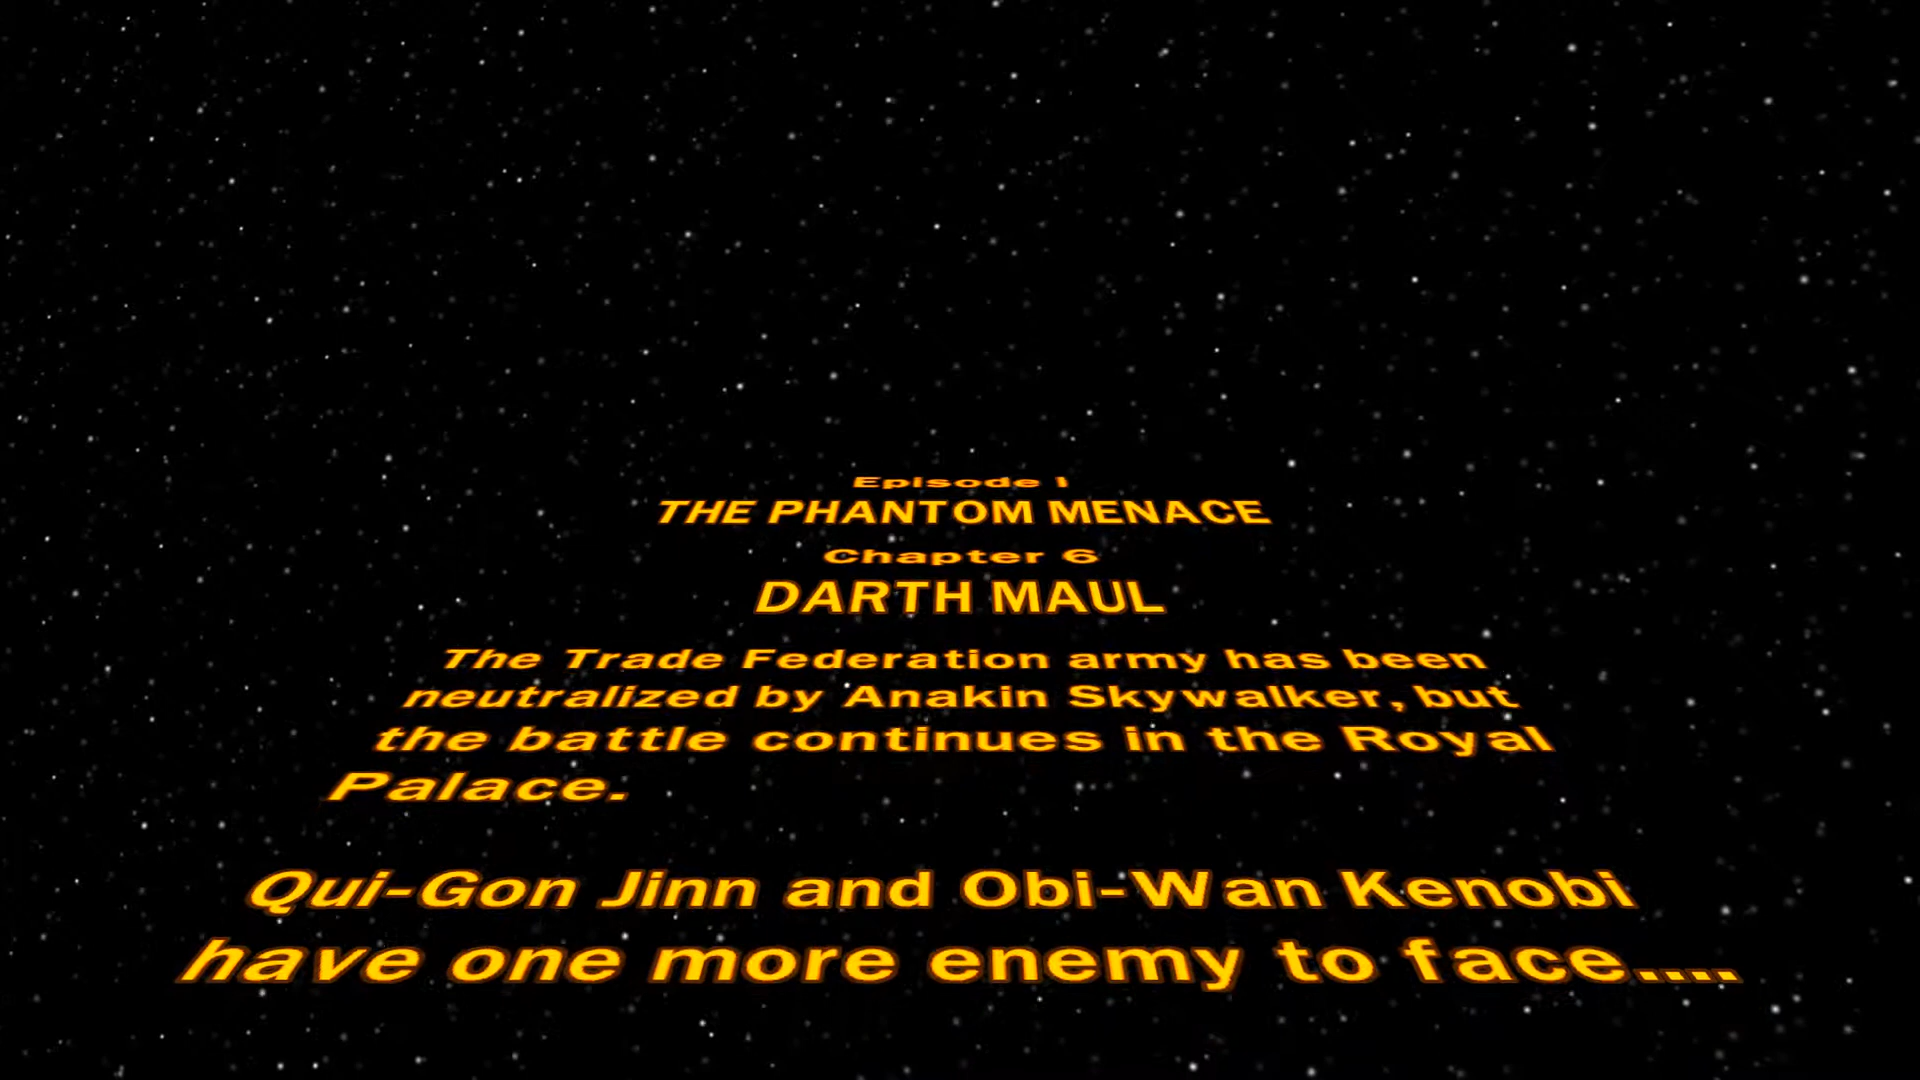 Episode I
THE PHANTOM MENACE
Chapter 6
DARTH MAUL
The Trade Federation army has been
neutralized by Anakin Skywalker, but
the battle continues in the Royal
Palace.
Qui-Gon Jinn and Obi-Wan Kenobi
have one more enemy to face....